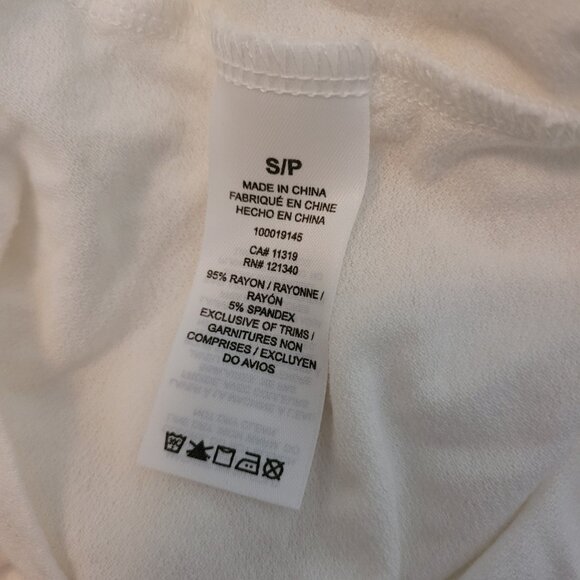 S/P
MADE IN CHINA
FABRIQUÉ EN CHINE
HECHO EN CHINA
100019145
CA# 11319
RN# 121340
95% RAYON / RAYONNE /
RAYÓN
5% SPANDEX
EXCLUSIVE OF TRIMS /
GARNITURES NON
COMPRISES / EXCLUYEN
DO AVIOS